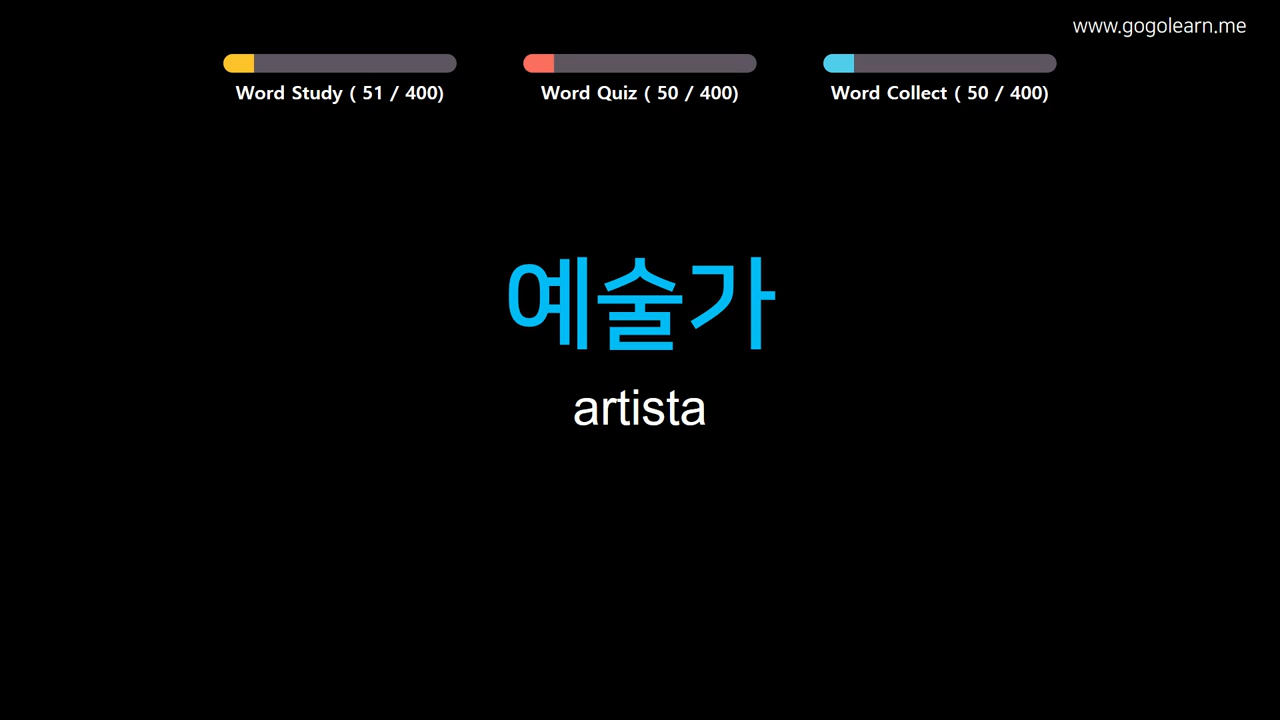 www.gogolearn.me
Word Study ( 51 / 400)
Word Quiz ( 50 / 400)
Word Collect ( 50 / 400)
예술가
artista